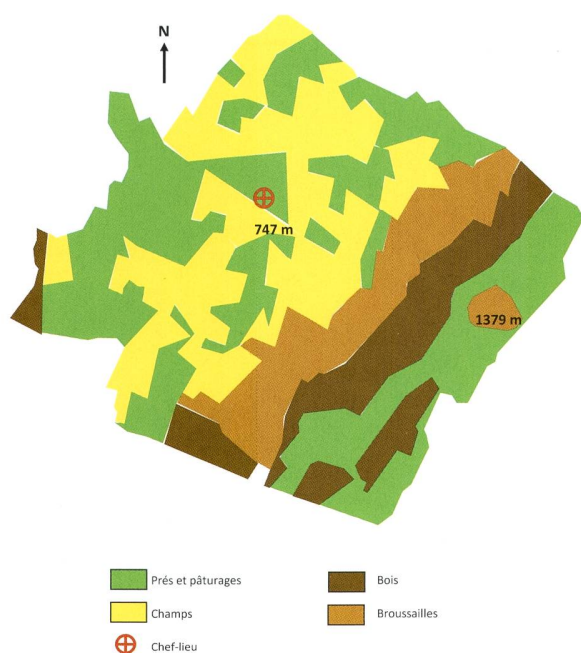 N
747 m
1379 m
Prés et pâturages
Bois
Champs
Broussailles
Chef-lieu